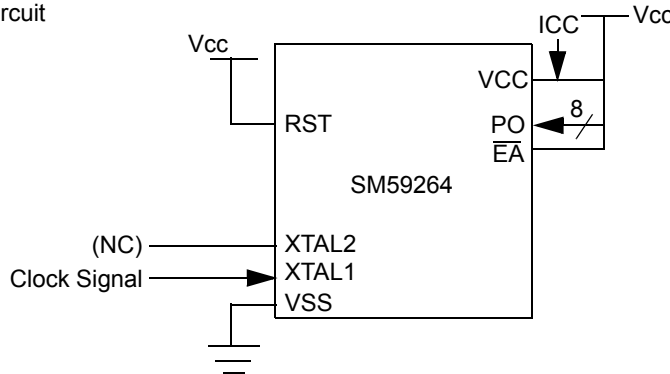 rcuit
ICC
Vcc
Vcc
VCC
RST
PO
8
EA
SM59264
(NC)
XTAL2
Clock Signal
XTAL1
VSS